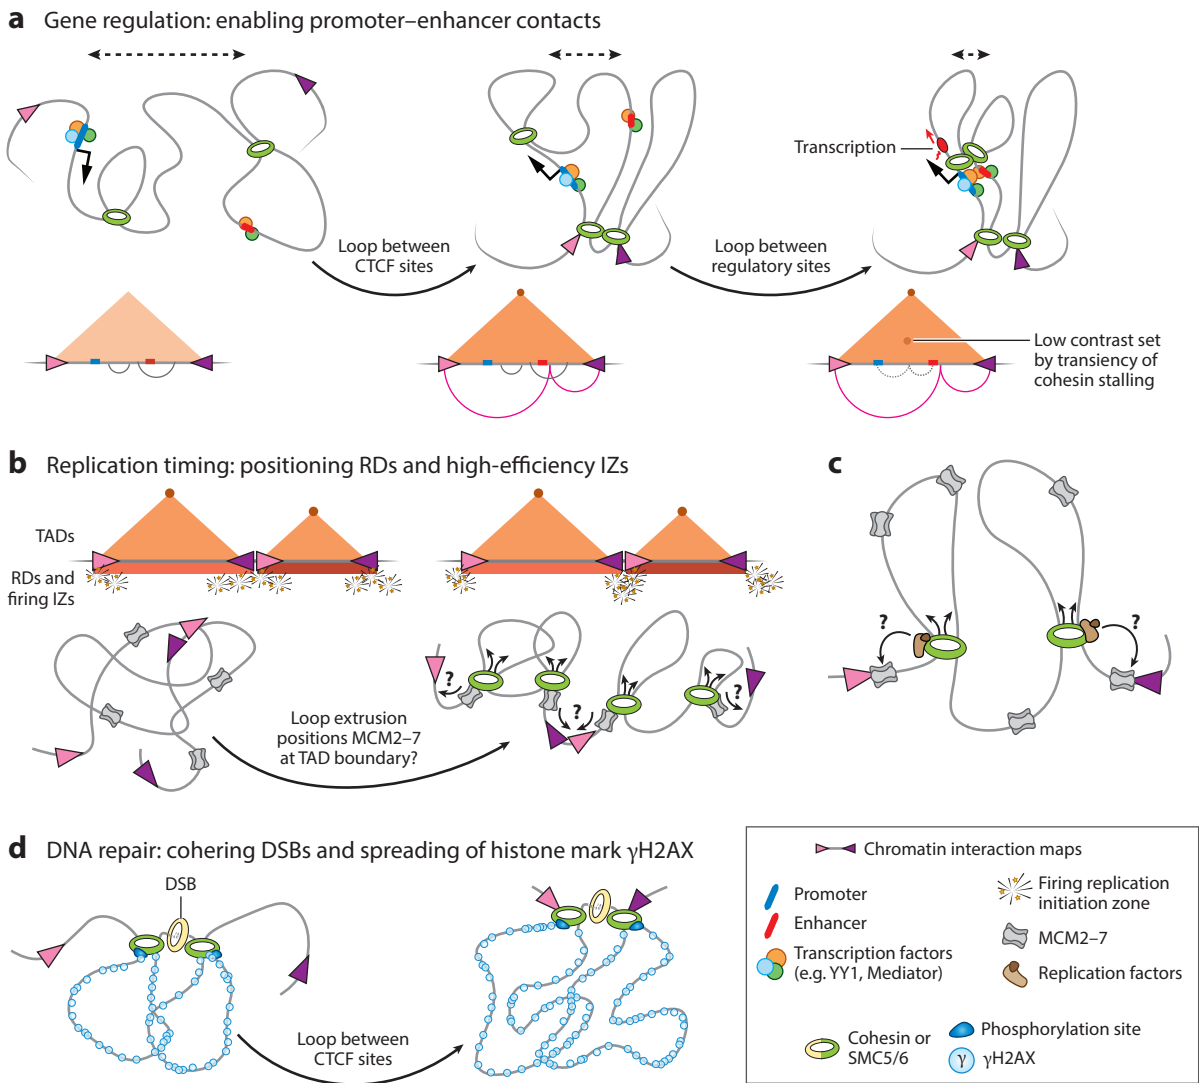 a Gene regulation: enabling promoter–enhancer contacts
Transcription
Loop between
CTCF sites
Loop between
regulatory sites
Low contrast set
by transiency of
cohesin stalling
b Replication timing: positioning RDs and high-efficiency IZs
c
TADs
RDs and
firing IZs
?
?
?
?
?
Loop extrusion
positions MCM2–7
at TAD boundary?
d DNA repair: cohering DSBs and spreading of histone mark γH2AX
DSB
Loop between
CTCF sites
Chromatin interaction maps
Promoter
Enhancer
Transcription factors
(e.g. YY1, Mediator)
Firing replication
initiation zone
MCM2–7
Replication factors
Cohesin or
SMC5/6
Phosphorylation site
γ γH2AX